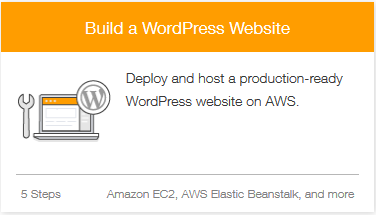 Build a WordPress Website
Deploy and host a production-ready
WordPress website on AWS.
5 Steps
Amazon EC2, AWS Elastic Beanstalk, and more